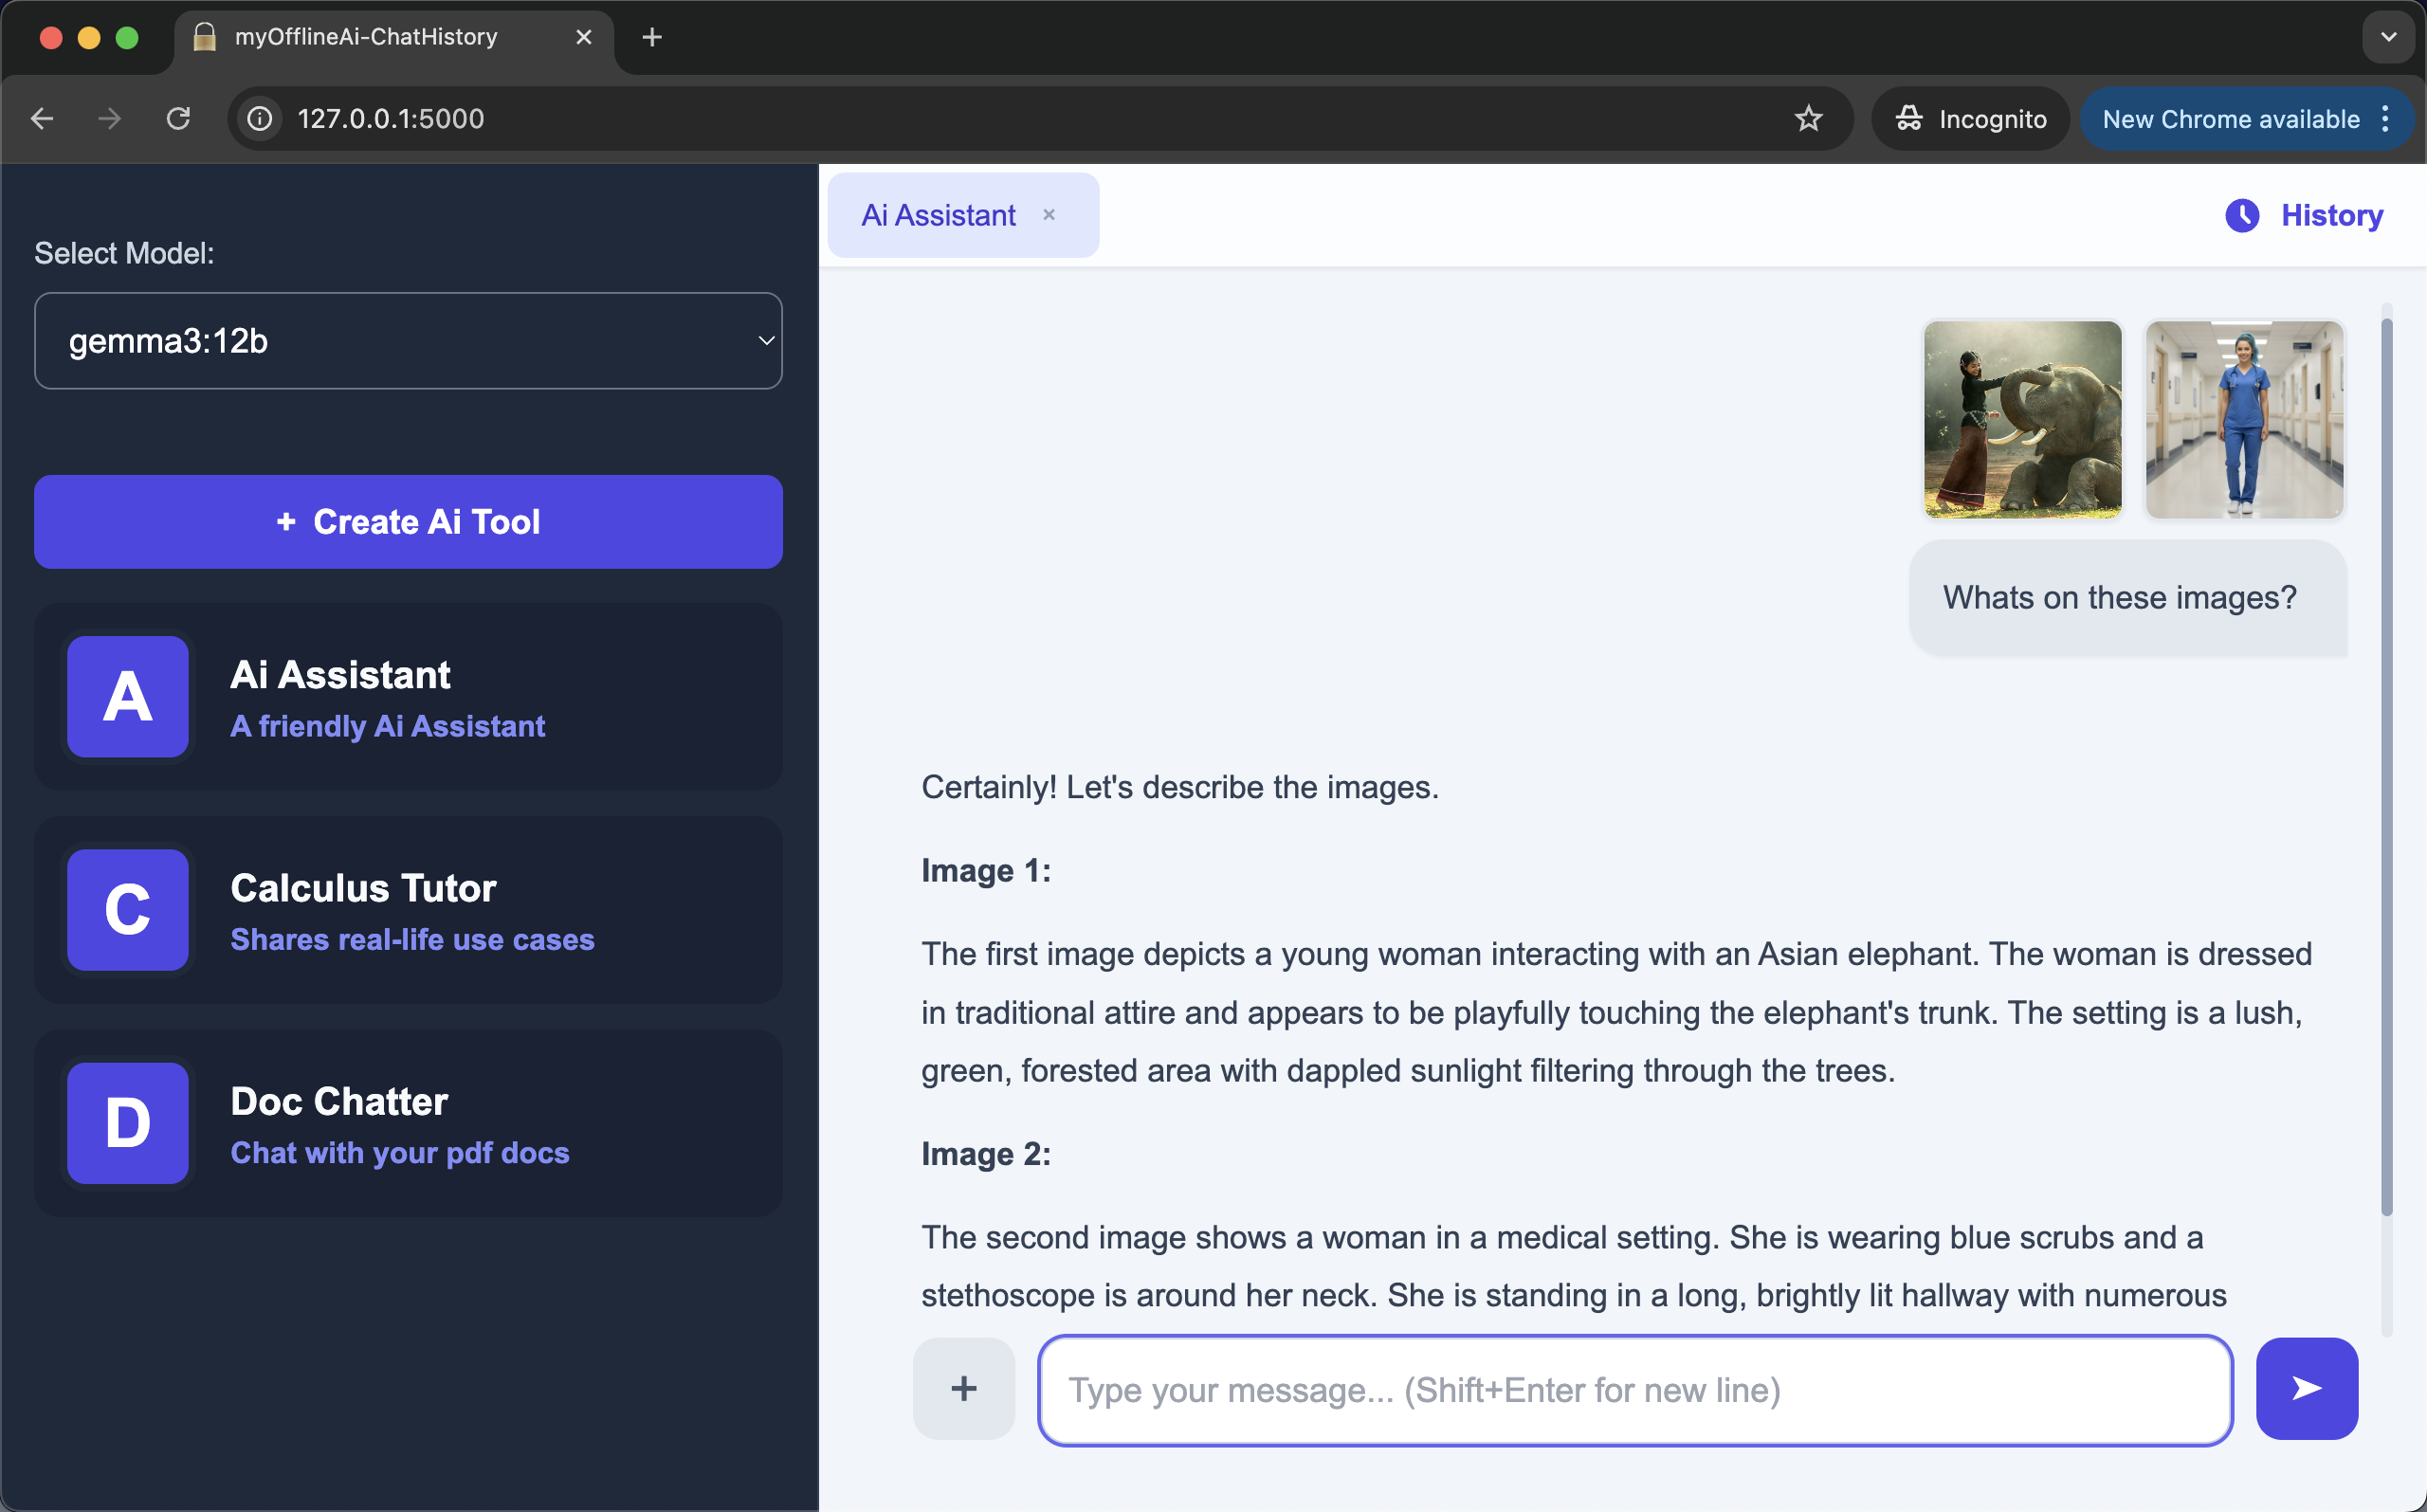 myOfflineAi-ChatHistory
127.0.0.1:5000
Incognito
New Chrome available
Select Model:
gemma3:12b
+ Create Ai Tool
A
Ai Assistant
A friendly Ai Assistant
C
Calculus Tutor
Shares real-life use cases
D
Doc Chatter
Chat with your pdf docs
Ai Assistant ×
History
Whats on these images?
Certainly! Let's describe the images.
Image 1:
The first image depicts a young woman interacting with an Asian elephant. The woman is dressed
in traditional attire and appears to be playfully touching the elephant's trunk. The setting is a lush,
green, forested area with dappled sunlight filtering through the trees.
Image 2:
The second image shows a woman in a medical setting. She is wearing blue scrubs and a
stethoscope is around her neck. She is standing in a long, brightly lit hallway with numerous
+
Type your message... (Shift+Enter for new line)